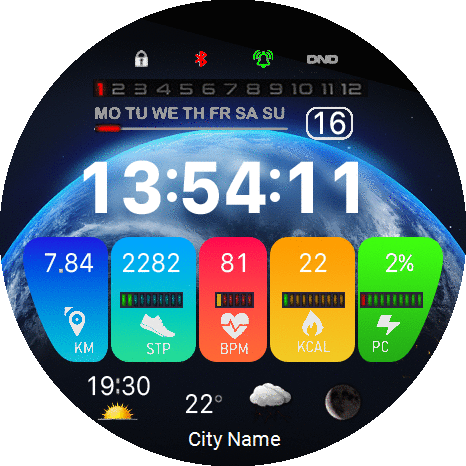 DND
1 2 3 4 5 6 7 8 9 10 11 12
MO TU WE TH FR SA SU
16
13:54:11
7.84 2282 81 22 2%
KM STP BPM KCAL PC
19:30
22°
City Name